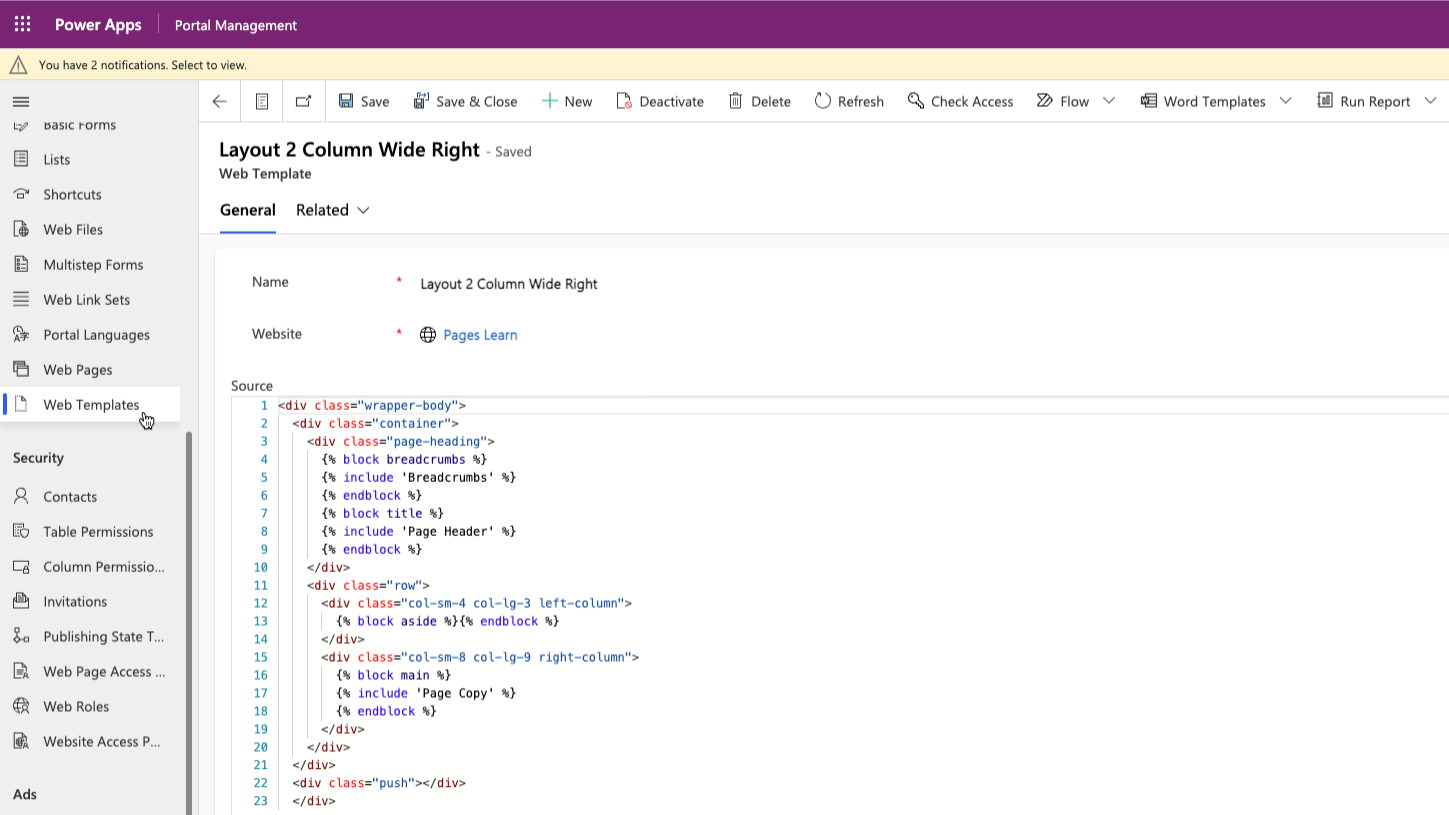 Power Apps Portal Management
You have 2 notifications. Select to view.
Save Save & Close New Deactivate Delete Refresh Check Access Flow Word Templates Run Report
Basic Forms
Lists
Shortcuts
Web Files
Multistep Forms
Web Link Sets
Portal Languages
Web Pages
Web Templates
Security
Contacts
Table Permissions
Column Permissio...
Invitations
Publishing State T...
Web Page Access ...
Web Roles
Website Access P...
Ads
Layout 2 Column Wide Right - Saved
Web Template
General Related
Name * Layout 2 Column Wide Right
Website * Pages Learn
Source
1 <div class="wrapper-body">
2 <div class="container">
3 <div class="page-heading">
4 {% block breadcrumbs %}
5 {% include 'Breadcrumbs' %}
6 {% endblock %}
7 {% block title %}
8 {% include 'Page Header' %}
9 {% endblock %}
10 </div>
11 <div class="row">
12 <div class="col-sm-4 col-lg-3 left-column">
13 {% block aside %}{% endblock %}
14 </div>
15 <div class="col-sm-8 col-lg-9 right-column">
16 {% block main %}
17 {% include 'Page Copy' %}
18 {% endblock %}
19 </div>
20 </div>
21 </div>
22 <div class="push"></div>
23 </div>